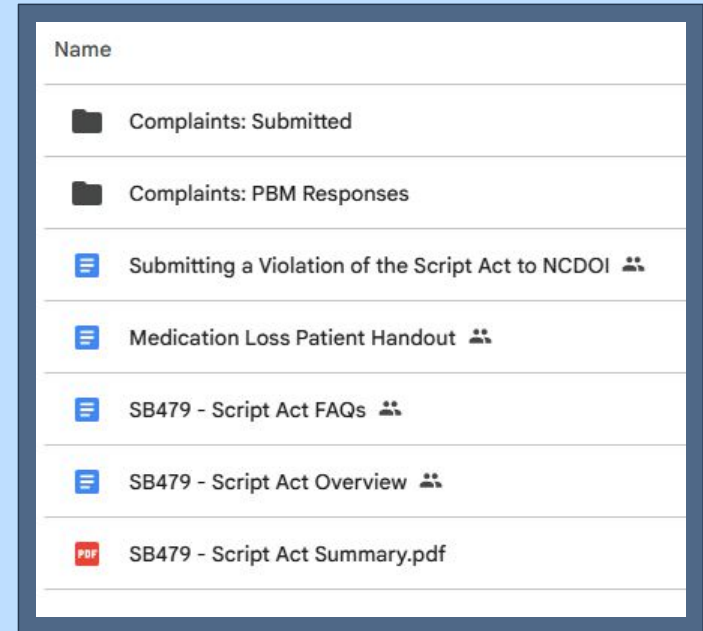 Name
Complaints: Submitted
Complaints: PBM Responses
Submitting a Violation of the Script Act to NCDOI
Medication Loss Patient Handout
SB479 - Script Act FAQs
SB479 - Script Act Overview
PDF SB479 - Script Act Summary.pdf